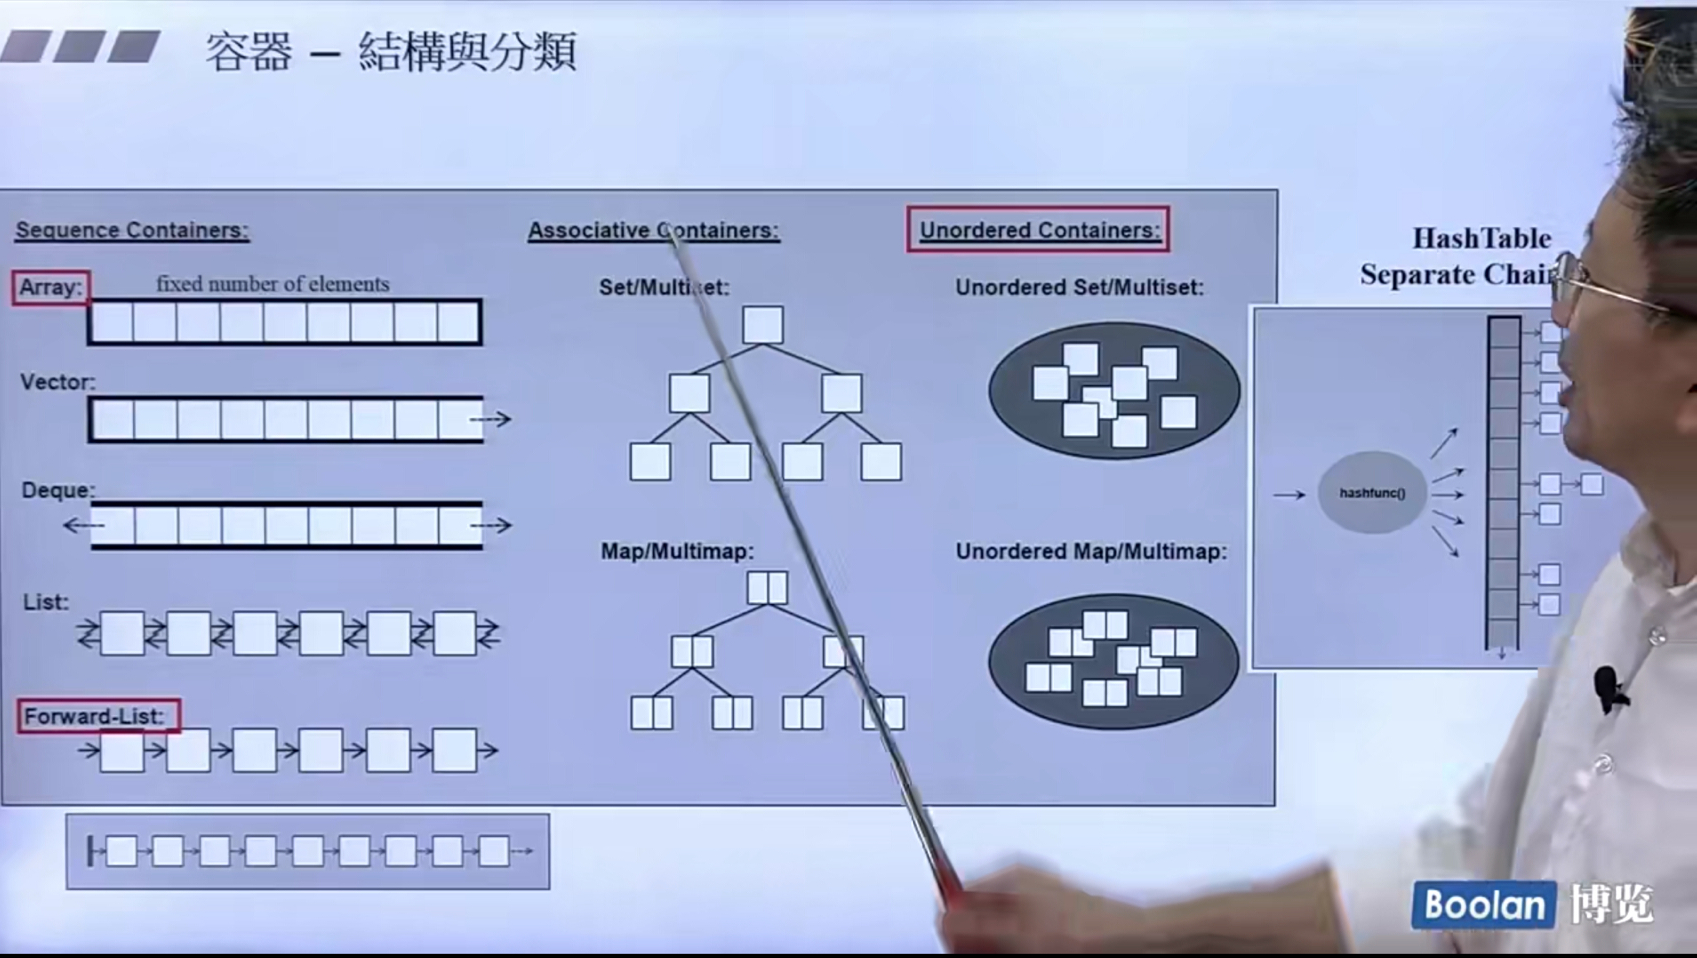 容器 – 結構與分類
Sequence Containers:
Array:
fixed number of elements
Vector:
Deque:
List:
Forward-List:
Associative Containers:
Set/Multiset:
Map/Multimap:
Unordered Containers:
Unordered Set/Multiset:
Unordered Map/Multimap:
HashTable
Separate
hashfunc()
Boolan 博览